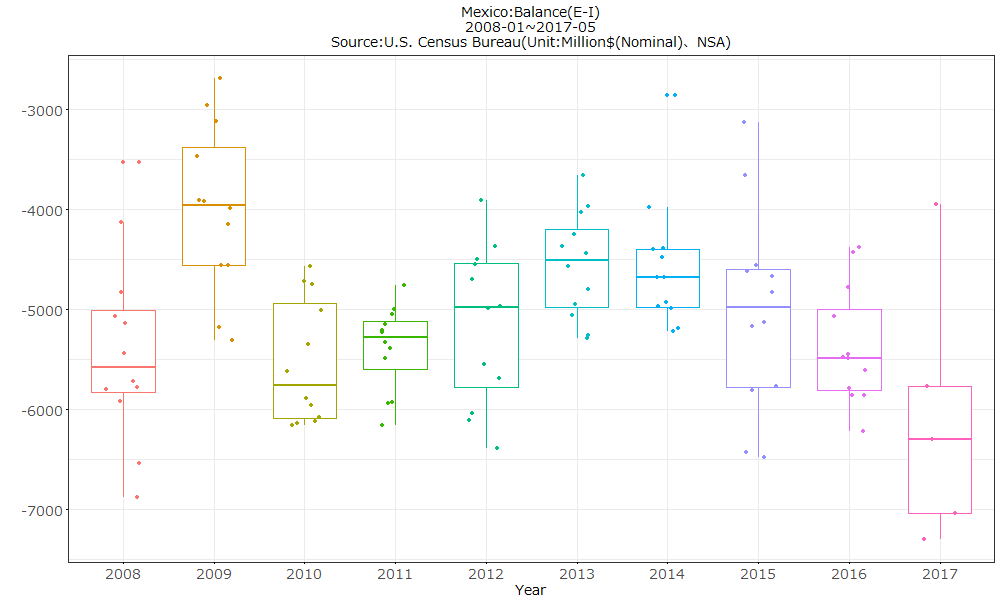 Mexico:Balance(E-I)
2008-01~2017-05
Source:U.S. Census Bureau(Unit:Million$(Nominal)、NSA)
-3000
-4000
-5000
-6000
-7000
2008 2009 2010 2011 2012 2013 2014 2015 2016 2017
Year